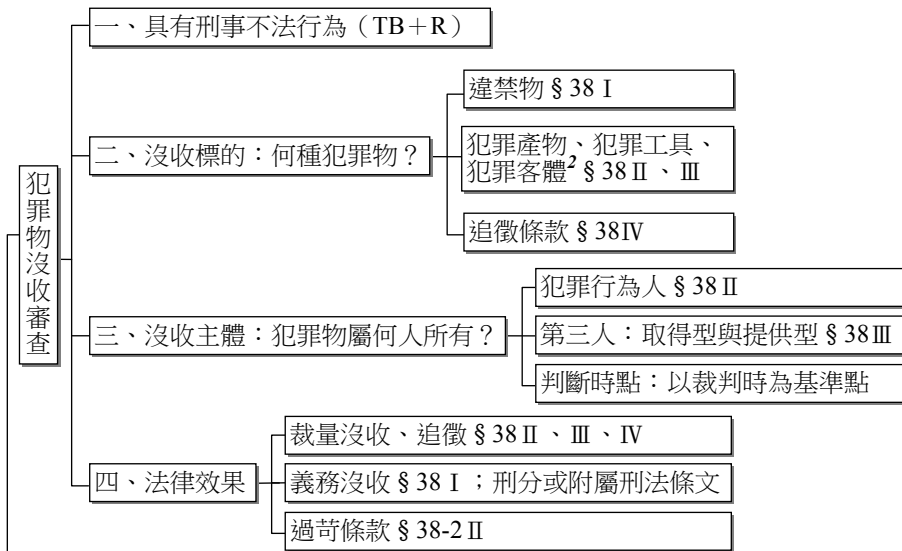 犯罪物沒收審查
一、具有刑事不法行為（TB＋R）
二、沒收標的：何種犯罪物？
違禁物§38Ⅰ
犯罪產物、犯罪工具、
犯罪客體2 §38Ⅱ、Ⅲ
追徵條款§38Ⅳ
三、沒收主體：犯罪物屬何人所有？
犯罪行為人§38Ⅱ
第三人：取得型與提供型§38Ⅲ
判斷時點：以裁判時為基準點
四、法律效果
裁量沒收、追徵§38Ⅱ、Ⅲ、Ⅳ
義務沒收§38Ⅰ；刑分或附屬刑法條文
過苛條款§38-2Ⅱ